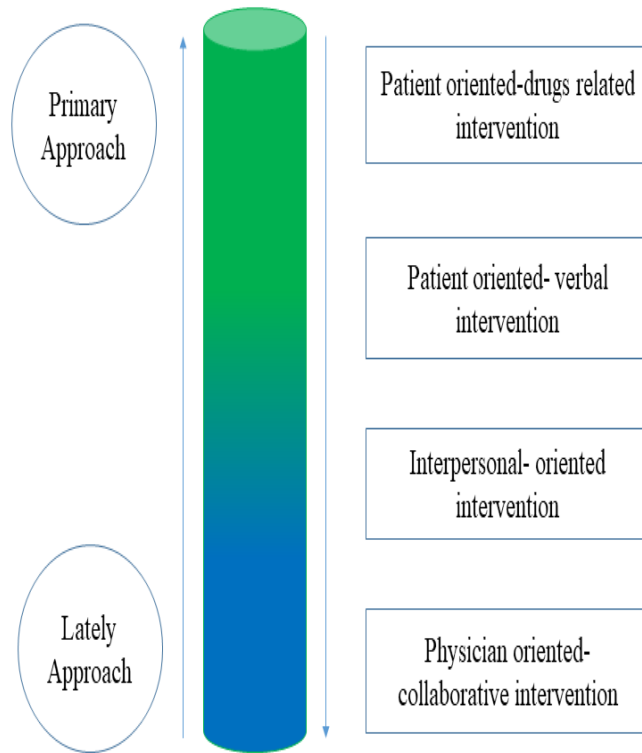 Primary
Approach
Patient oriented-drugs related
intervention
Patient oriented- verbal
intervention
Interpersonal- oriented
intervention
Lately
Approach
Physician oriented-
collaborative intervention